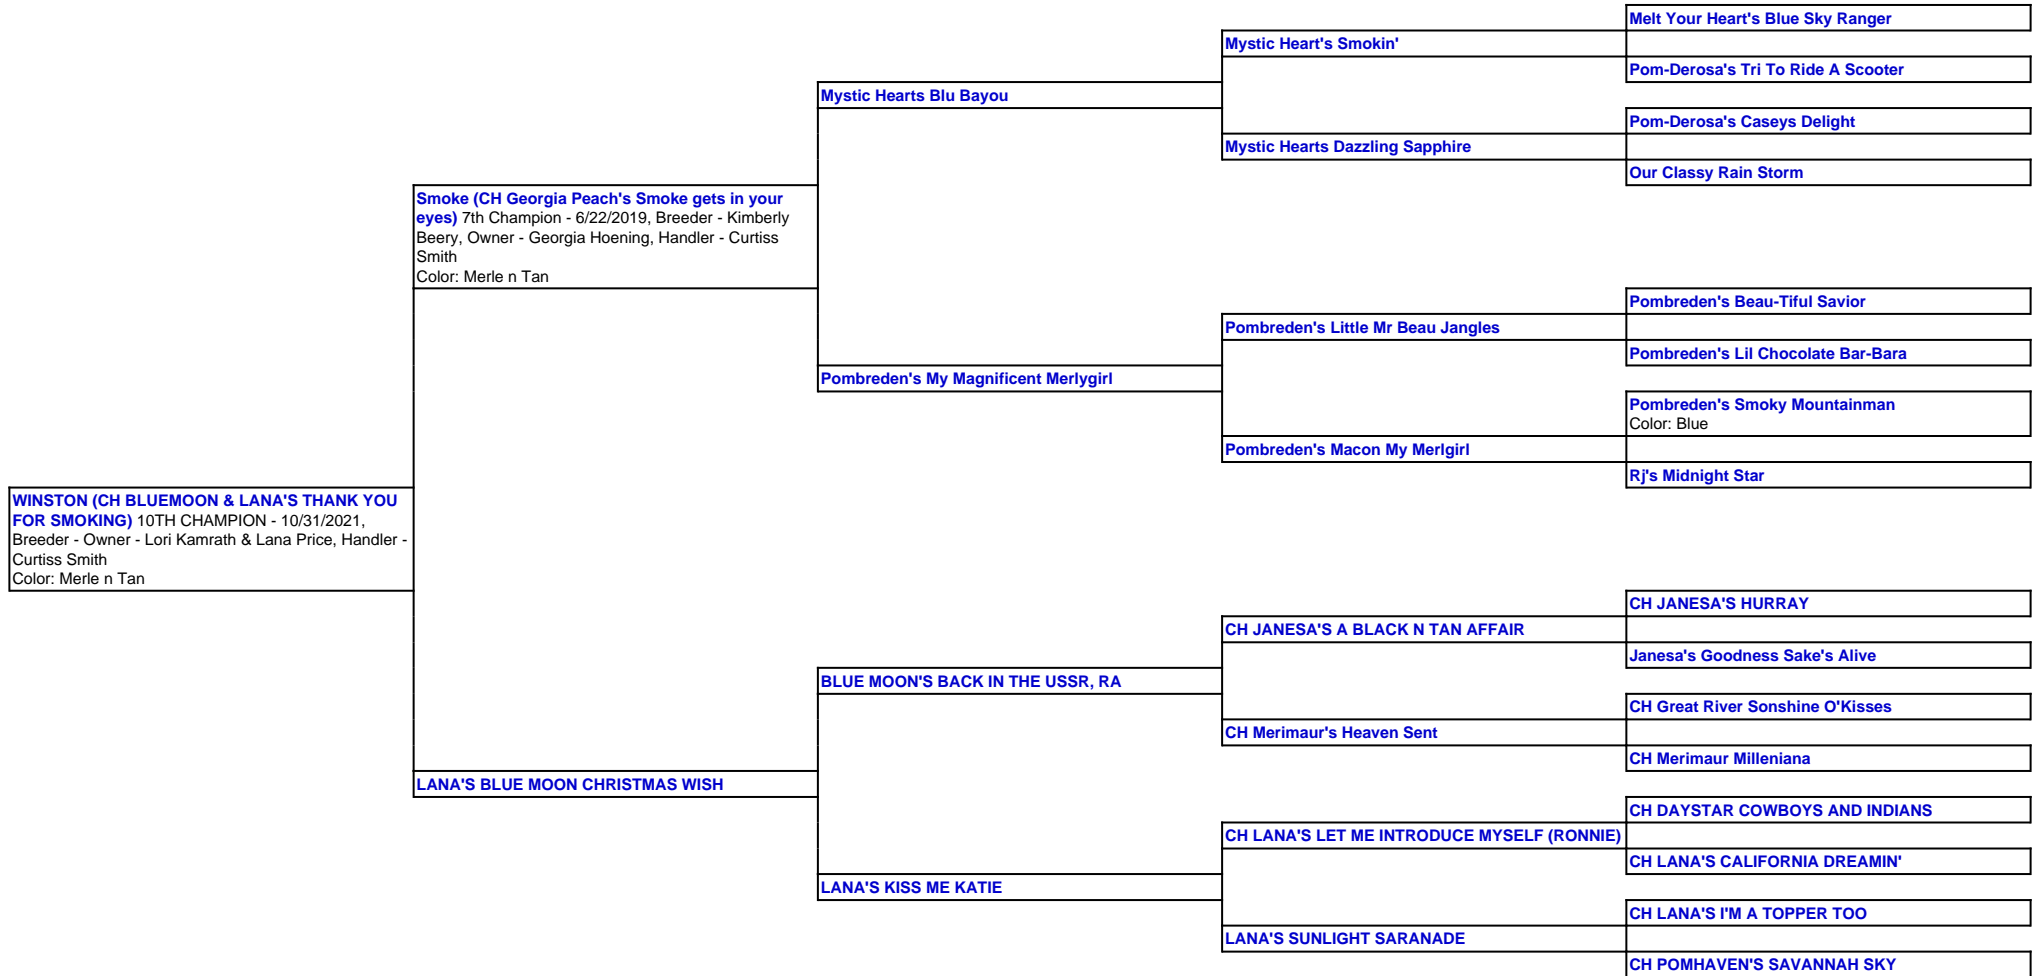 Melt Your Heart's Blue Sky Ranger
Mystic Heart's Smokin'
Pom-Derosa's Tri To Ride A Scooter
Mystic Hearts Blu Bayou
Pom-Derosa's Caseys Delight
Mystic Hearts Dazzling Sapphire
Our Classy Rain Storm
Smoke (CH Georgia Peach's Smoke gets in your
eyes) 7th Champion - 6/22/2019, Breeder - Kimberly
Beery, Owner - Georgia Hoening, Handler - Curtiss
Smith
Color: Merle n Tan
Pombreden's Beau-Tiful Savior
Pombreden's Little Mr Beau Jangles
Pombreden's Lil Chocolate Bar-Bara
Pombreden's My Magnificent Merlygirl
Pombreden's Smoky Mountainman
Color: Blue
Pombreden's Macon My Merlgirl
Rj's Midnight Star
WINSTON (CH BLUEMOON & LANA'S THANK YOU
FOR SMOKING) 10TH CHAMPION - 10/31/2021,
Breeder - Owner - Lori Kamrath & Lana Price, Handler -
Curtiss Smith
Color: Merle n Tan
CH JANESA'S HURRAY
CH JANESA'S A BLACK N TAN AFFAIR
Janesa's Goodness Sake's Alive
BLUE MOON'S BACK IN THE USSR, RA
CH Great River Sonshine O'Kisses
CH Merimaur's Heaven Sent
CH Merimaur Milleniana
LANA'S BLUE MOON CHRISTMAS WISH
CH DAYSTAR COWBOYS AND INDIANS
CH LANA'S LET ME INTRODUCE MYSELF (RONNIE)
CH LANA'S CALIFORNIA DREAMIN'
LANA'S KISS ME KATIE
CH LANA'S I'M A TOPPER TOO
LANA'S SUNLIGHT SARANADE
CH POMHAVEN'S SAVANNAH SKY